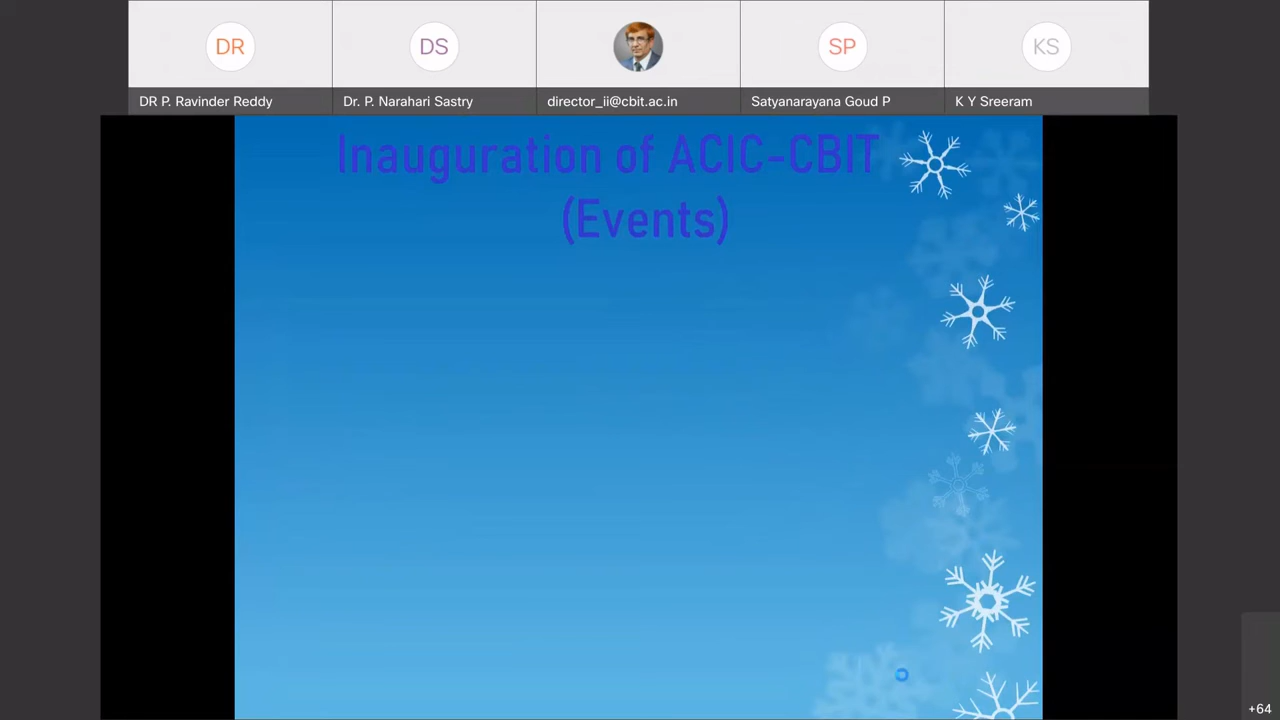 DR
DS
SP
KS
DR P. Ravinder Reddy
Dr. P. Narahari Sastry
director_ii@cbit.ac.in
Satyanarayana Goud P
K Y Sreeram
Inauguration of ACIC-CBIT
(Events)
+64